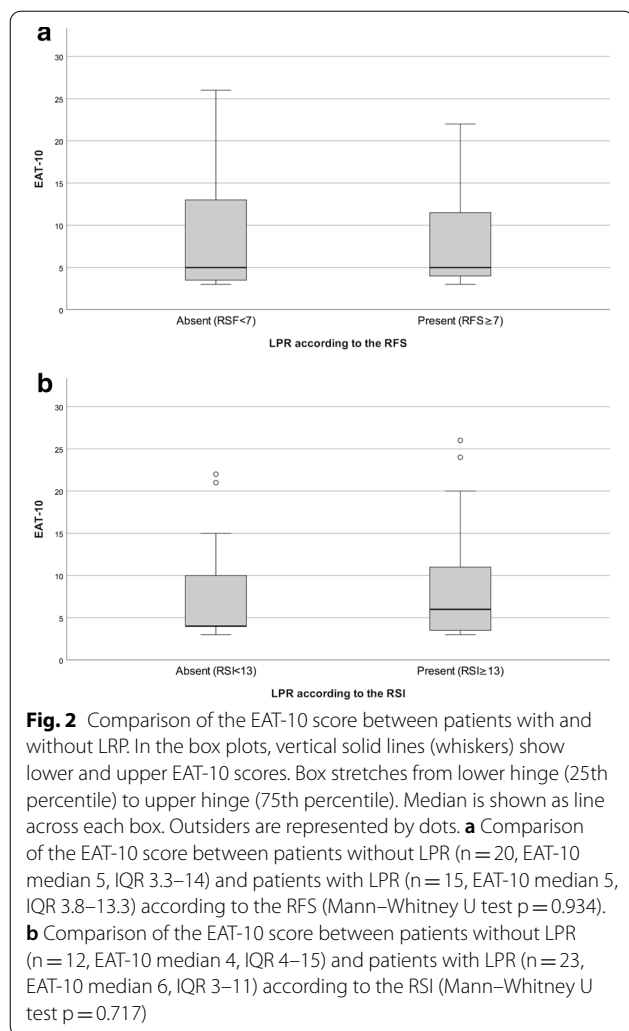 a
30
25
20
15
10
5
0
EAT-10
Absent (RSF<7) Present (RFS≥7)
LPR according to the RFS
b
30
25
20
15
10
5
0
EAT-10
Absent (RSI<13) Present (RSI≥13)
LPR according to the RSI
Fig. 2 Comparison of the EAT-10 score between patients with and
without LRP. In the box plots, vertical solid lines (whiskers) show
lower and upper EAT-10 scores. Box stretches from lower hinge (25th
percentile) to upper hinge (75th percentile). Median is shown as line
across each box. Outsiders are represented by dots. a Comparison
of the EAT-10 score between patients without LPR (n = 20, EAT-10
median 5, IQR 3.3–14) and patients with LPR (n = 15, EAT-10 median 5,
IQR 3.8–13.3) according to the RFS (Mann–Whitney U test p = 0.934).
b Comparison of the EAT-10 score between patients without LPR
(n = 12, EAT-10 median 4, IQR 4–15) and patients with LPR (n = 23,
EAT-10 median 6, IQR 3–11) according to the RSI (Mann–Whitney U
test p = 0.717)